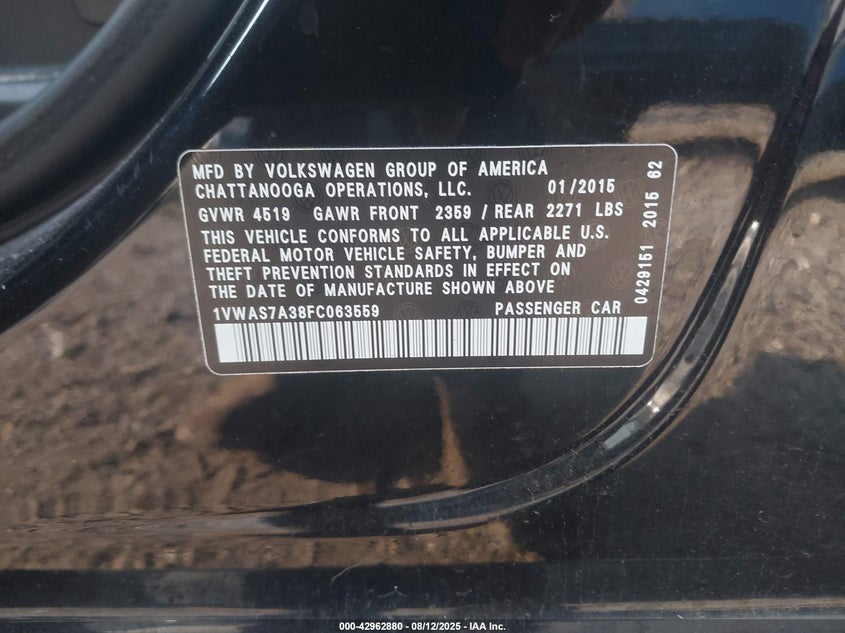 MFD BY VOLKSWAGEN GROUP OF AMERICA
CHATTANOOGA OPERATIONS, LLC. 01/2015
GVWR 4519 GAWR FRONT 2359 / REAR 2271 LBS
THIS VEHICLE CONFORMS TO ALL APPLICABLE U.S.
FEDERAL MOTOR VEHICLE SAFETY, BUMPER AND
THEFT PREVENTION STANDARDS IN EFFECT ON
THE DATE OF MANUFACTURE SHOWN ABOVE
1VWAS7A38FC063559 PASSENGER CAR
0429151 2015 62
000-42962880 - 08/12/2025 - IAA Inc.